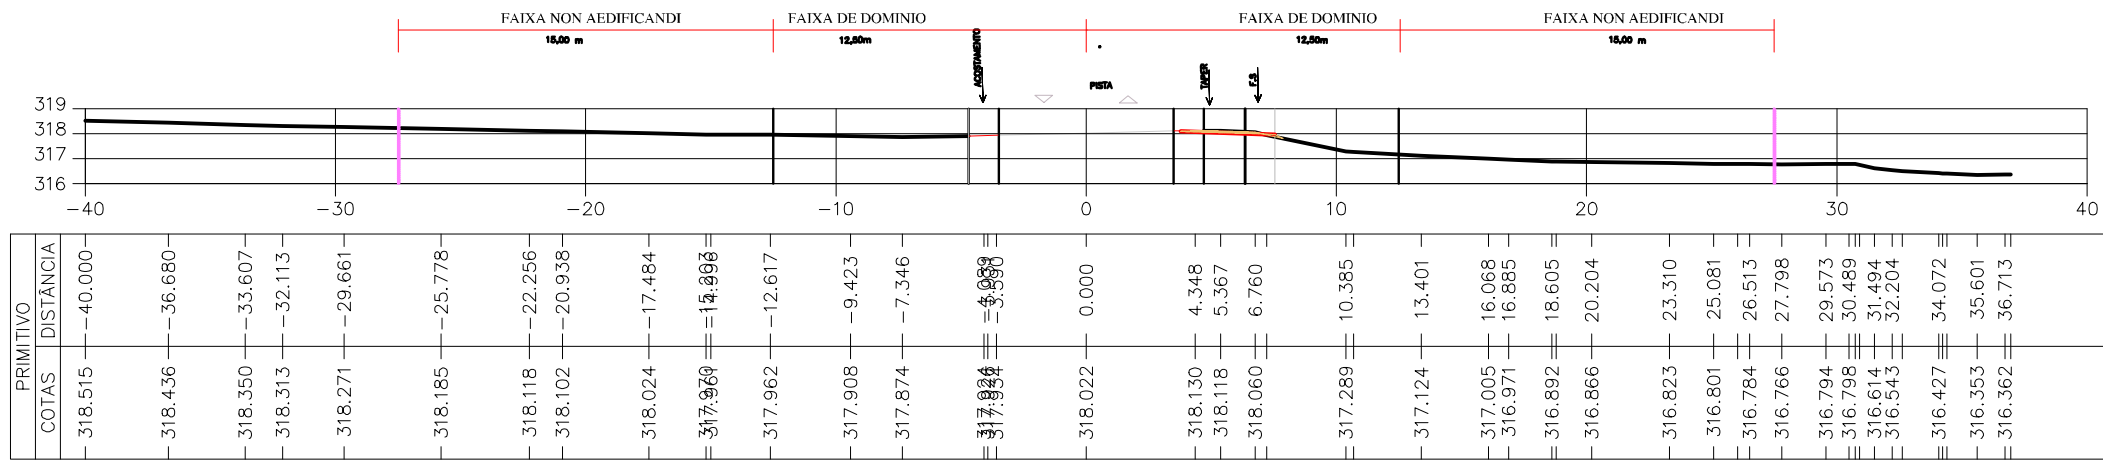 FAIXA NON AEDIFICANDI FAIXA DE DOMINIO FAIXA DE DOMINIO FAIXA NON AEDIFICANDI
15,00 m 12,50m 12,50m 15,00 m
ACOSTAMENTO PISTA TAPER F.S
319
318
317
316
-40 -30 -20 -10 0 10 20 30 40
PRIMITIVO
DISTÂNCIA -40.000 -36.680 -33.607 -32.113 -29.661 -25.778 -22.256 -20.938 -17.484 -14.996 -12.617 -9.423 -7.346 -3.590 0.000 4.348 5.367 6.760 10.385 13.401 16.068 16.885 18.605 20.204 23.310 25.081 26.513 27.798 29.573 30.489 31.494 32.204 34.072 35.601 36.713
COTAS 318.515 318.436 318.350 318.313 318.271 318.185 318.118 318.102 318.024 317.970 317.961 317.962 317.908 317.874 317.934 318.022 318.130 318.118 318.060 317.289 317.124 317.005 316.971 316.892 316.866 316.823 316.801 316.784 316.766 316.794 316.798 316.614 316.543 316.427 316.353 316.362